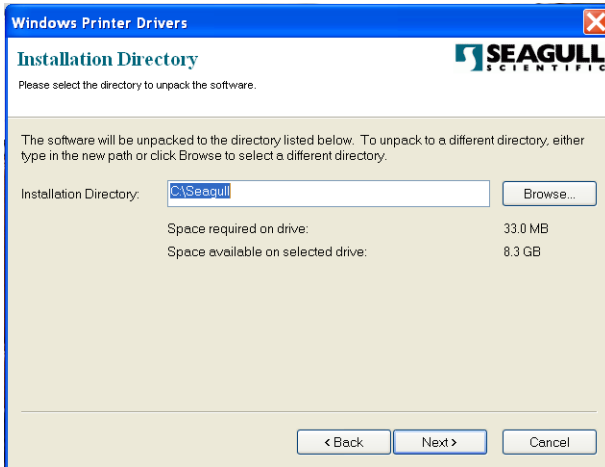 Windows Printer Drivers
Installation Directory
SEAGULL
SCIENTIFIC
Please select the directory to unpack the software.
The software will be unpacked to the directory listed below. To unpack to a different directory, either
type in the new path or click Browse to select a different directory.
Installation Directory: C:\Seagull Browse...
Space required on drive: 33.0 MB
Space available on selected drive: 8.3 GB
< Back Next > Cancel